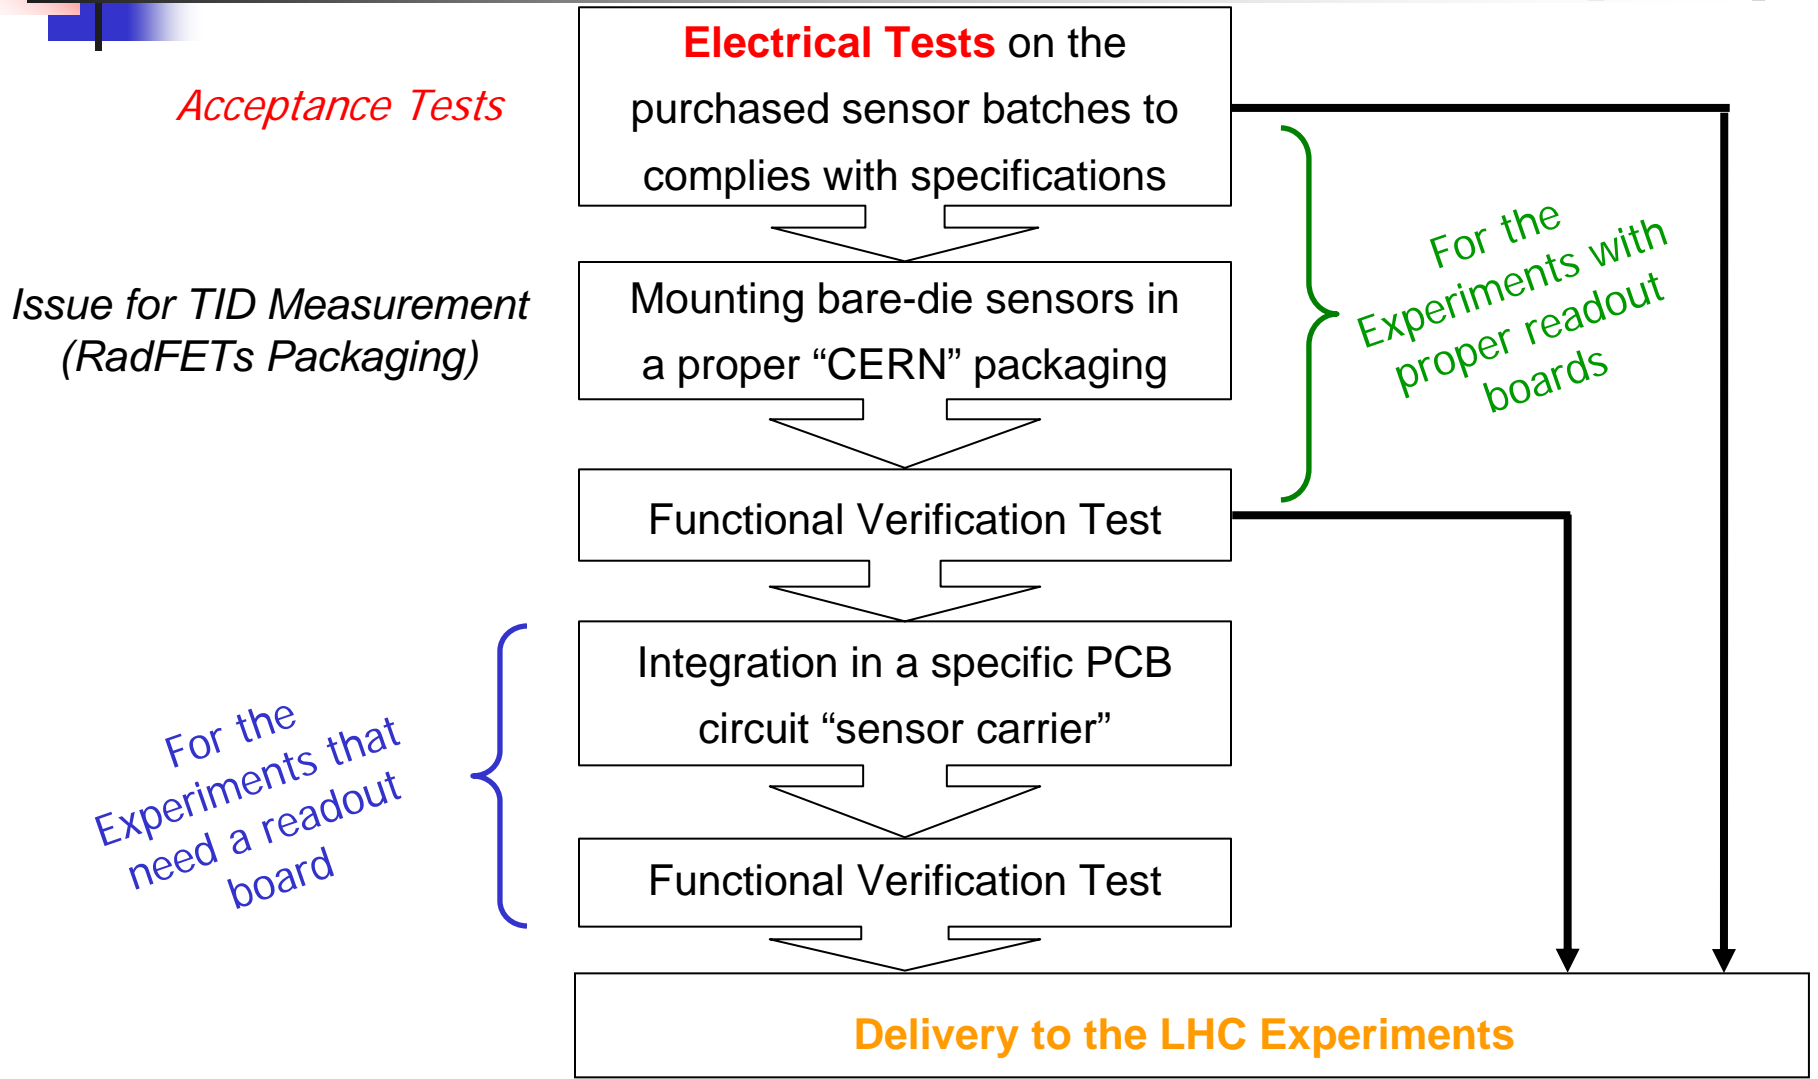 Electrical Tests on the
purchased sensor batches to
complies with specifications
Acceptance Tests
Mounting bare-die sensors in
a proper “CERN” packaging
Issue for TID Measurement
(RadFETs Packaging)
For the
Experiments with
proper readout
boards
Functional Verification Test
Integration in a specific PCB
circuit “sensor carrier”
For the
Experiments that
need a readout
board
Functional Verification Test
Delivery to the LHC Experiments